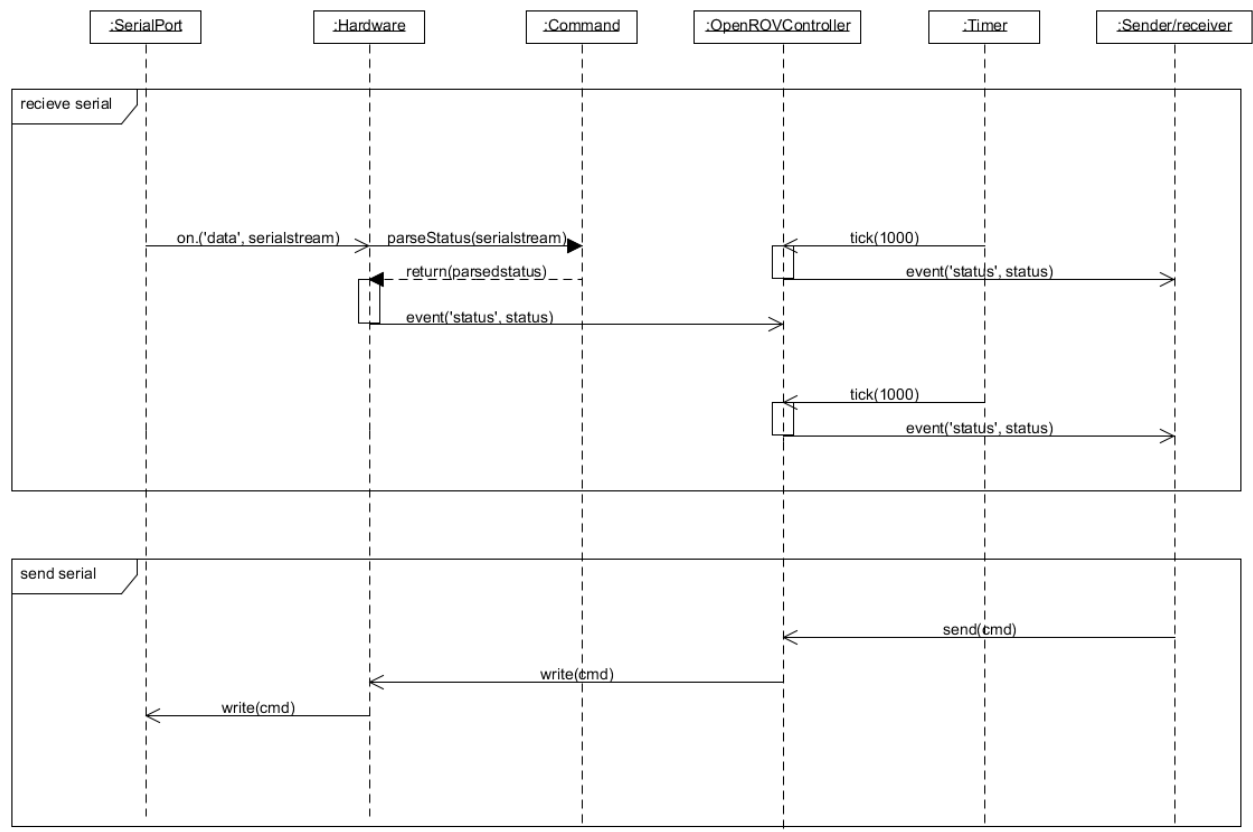 :SerialPort
:Hardware
:Command
:OpenROVController
:Timer
:Sender/receiver
recieve serial
on.('data', serialstream)
parseStatus(serialstream)
tick(1000)
return(parsedstatus)
event('status', status)
event('status', status)
tick(1000)
event('status', status)
send serial
send(cmd)
write(cmd)
write(cmd)